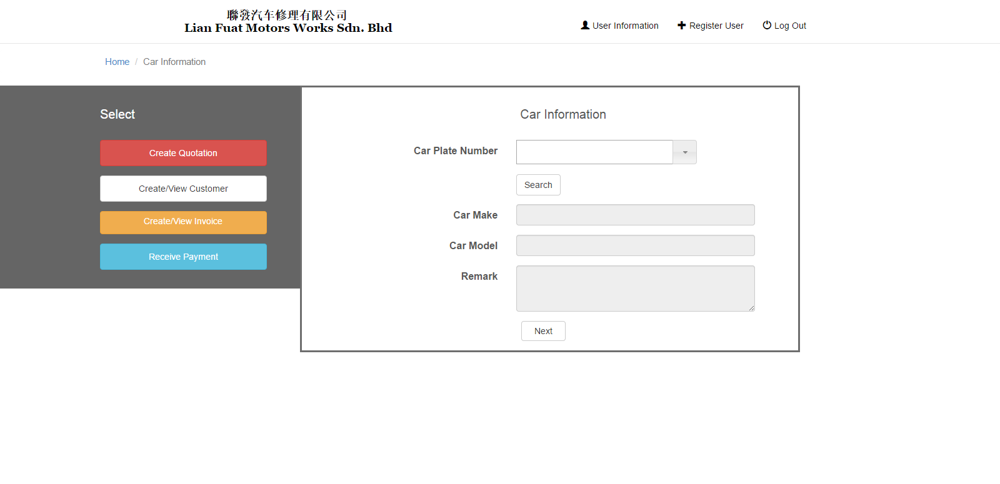 聯發汽车修理有限公司
Lian Fuat Motors Works Sdn. Bhd
User Information
Register User
Log Out
Home / Car Information
Select
Create Quotation
Create/View Customer
Create/View Invoice
Receive Payment
Car Information
Car Plate Number
Search
Car Make
Car Model
Remark
Next